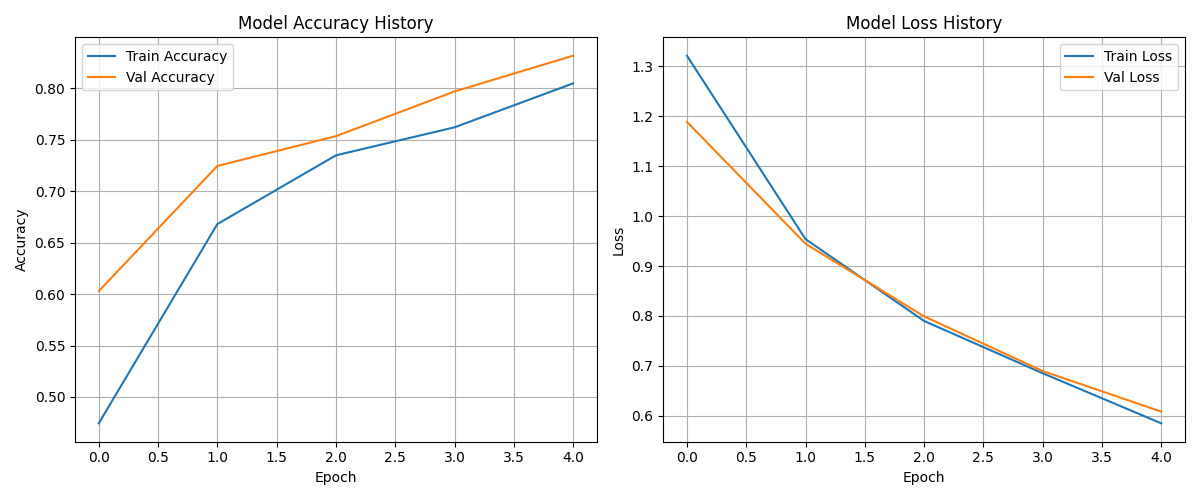 Model Accuracy History
Train Accuracy
Val Accuracy
Accuracy
0.80
0.75
0.70
0.65
0.60
0.55
0.50
0.0 0.5 1.0 1.5 2.0 2.5 3.0 3.5 4.0
Epoch
Model Loss History
Train Loss
Val Loss
Loss
1.3
1.2
1.1
1.0
0.9
0.8
0.7
0.6
0.0 0.5 1.0 1.5 2.0 2.5 3.0 3.5 4.0
Epoch